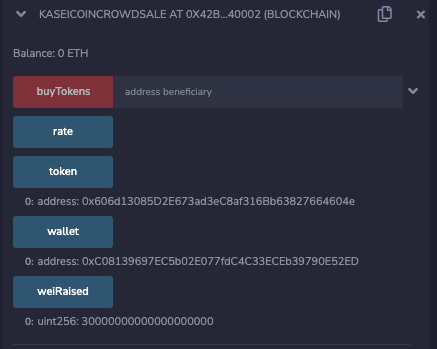 KASEICOINCROWDSALE AT 0X42B...40002 (BLOCKCHAIN)
Balance: 0 ETH
buyTokens address beneficiary
rate
token
0: address: 0x606d13085D2E673ad3eC8af316Bb63827664604e
wallet
0: address: 0xC08139697EC5b02E077fdC4C33ECEb39790E52ED
weiRaised
0: uint256: 30000000000000000000